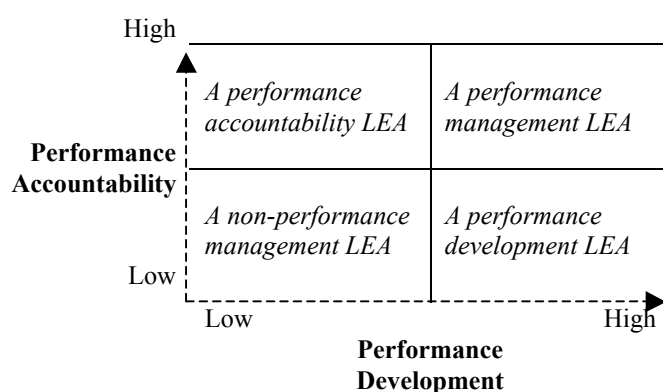 High
A performance
accountability LEA
A performance
management LEA
Performance
Accountability
A non-performance
management LEA
A performance
development LEA
Low
Low
High
Performance
Development